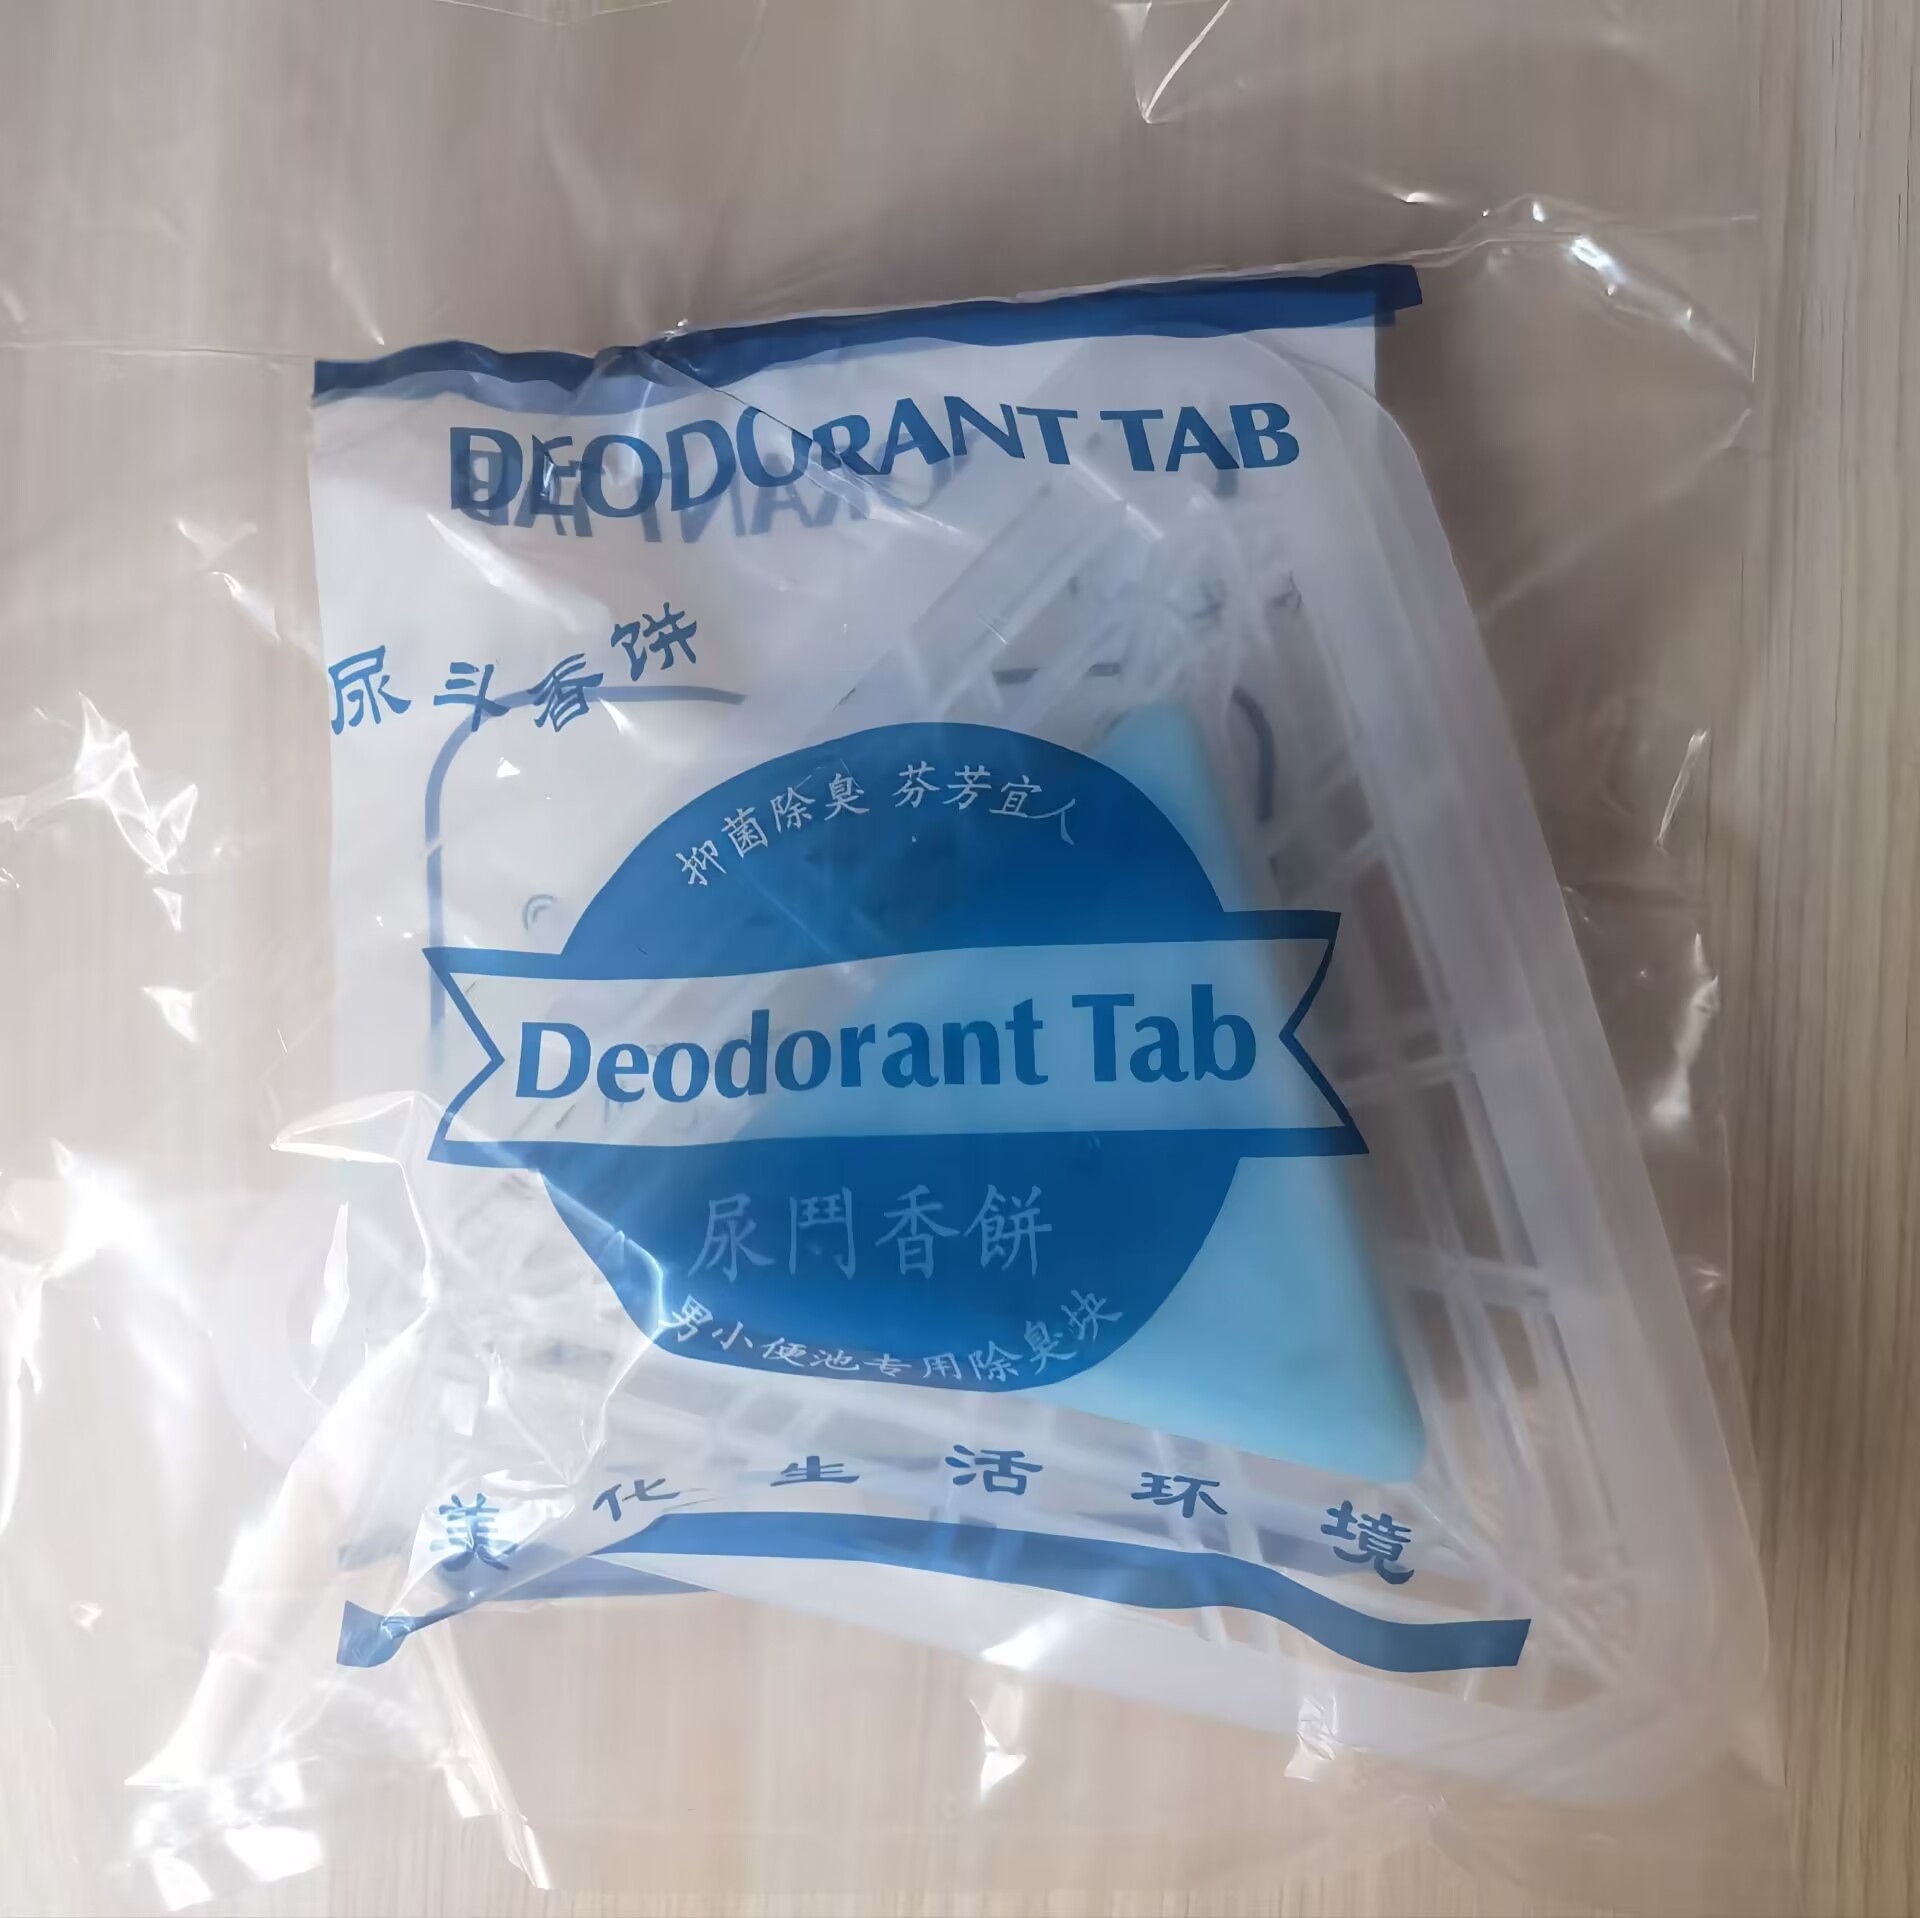 DEODORANT TAB
尿斗香饼
抑菌除臭 芬芳宜人
Deodorant Tab
尿鬥香餅
男小便池专用除臭块
美化生活环境